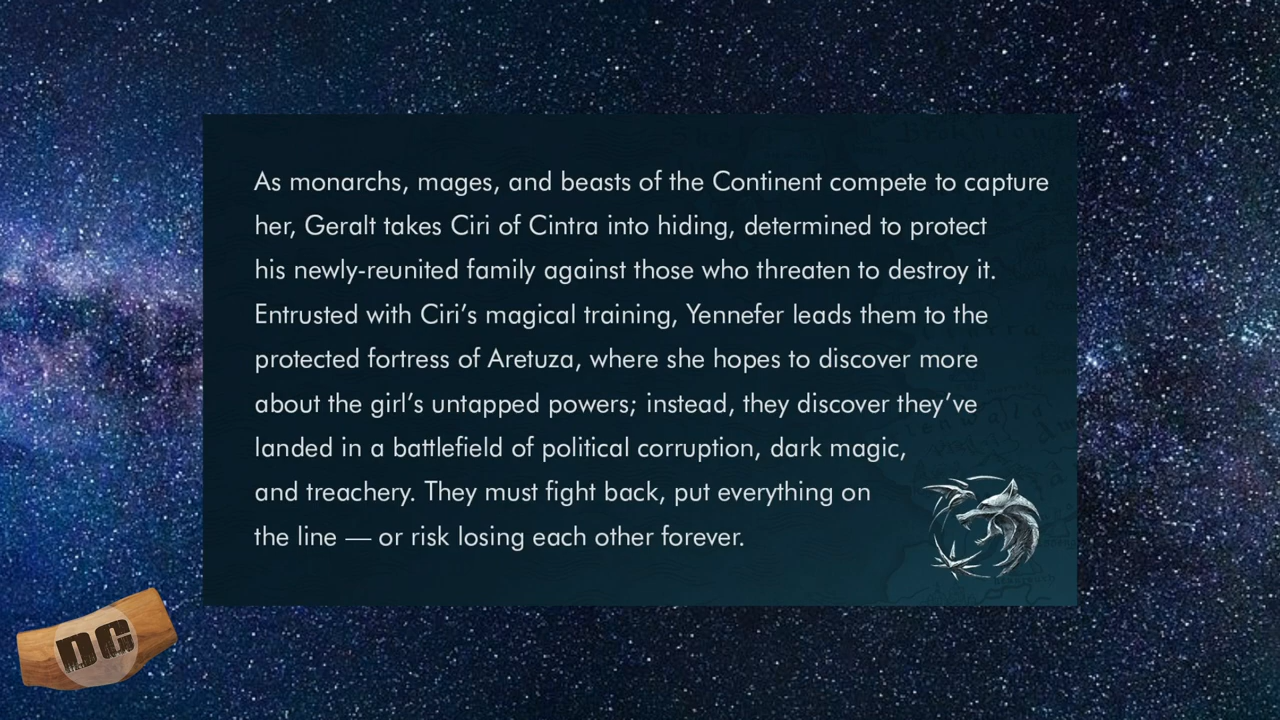 As monarchs, mages, and beasts of the Continent compete to capture
her, Geralt takes Ciri of Cintra into hiding, determined to protect
his newly-reunited family against those who threaten to destroy it.
Entrusted with Ciri’s magical training, Yennefer leads them to the
protected fortress of Aretuza, where she hopes to discover more
about the girl’s untapped powers; instead, they discover they’ve
landed in a battlefield of political corruption, dark magic,
and treachery. They must fight back, put everything on
the line — or risk losing each other forever.
DG